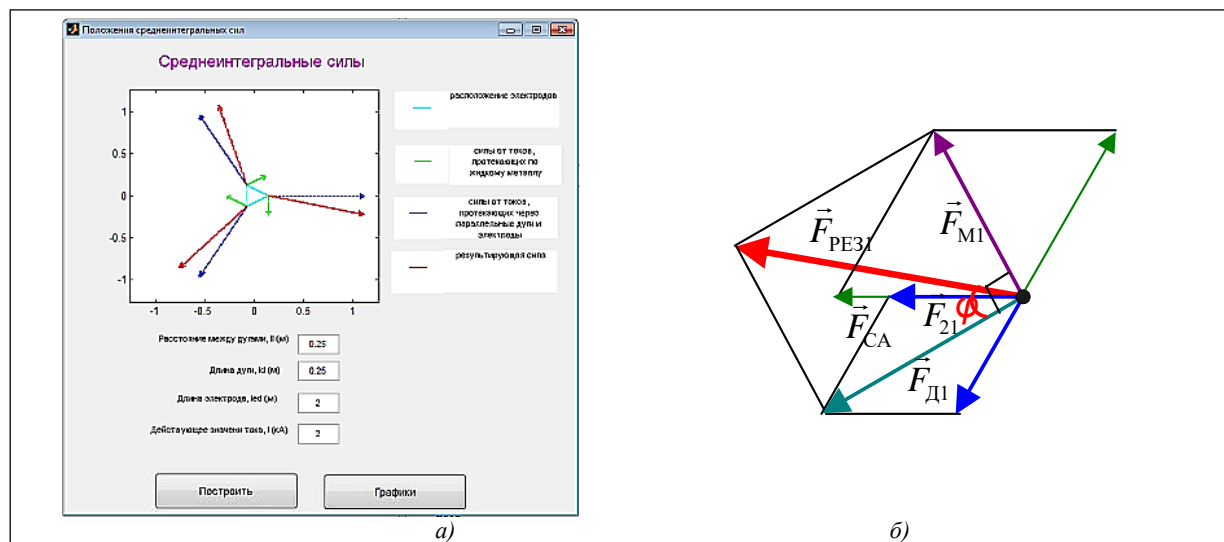 Положения среднеинтегральных сил
Среднеинтегральные силы
1
0.5
0
-0.5
-1
-1
-0.5
0
0.5
1
расположение электродов
силы от токов,
протекающих по
жидкому металлу
силы от токов,
протекающих через
параллельные дуги и
электроды
результирующая сила
Расстояние между дугами, ll (м)
0.25
Длина дуги, ld (м)
0.25
Длина электрода, led (м)
2
Действующее значени тока, I (кА)
2
Построить
Графики
а)
F РЕЗ1
F М1
F СА
F 21
F Д1
б)